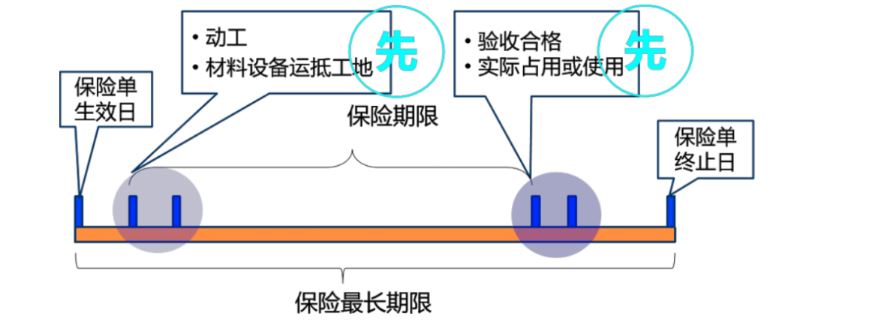 • 动工
• 材料设备运抵工地
先
• 验收合格
• 实际占用或使用
先
保险单
生效日
保险期限
保险单
终止日
保险最长期限